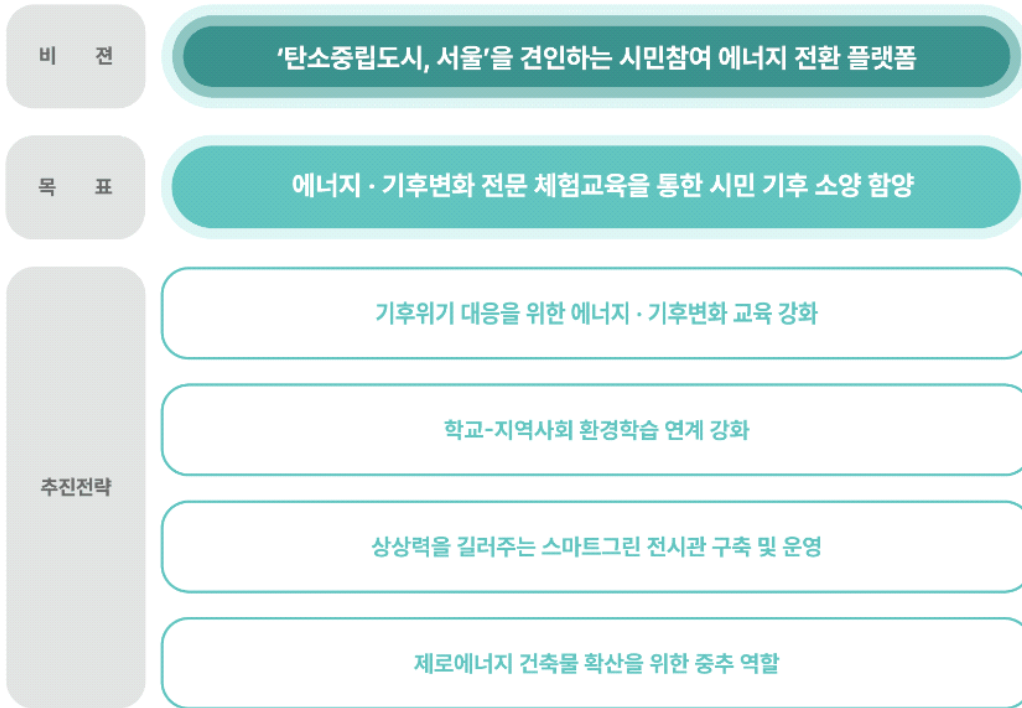 비 젼
'탄소중립도시, 서울'을 견인하는 시민참여 에너지 전환 플랫폼
목 표
에너지 · 기후변화 전문 체험교육을 통한 시민 기후 소양 함양
추진전략
기후위기 대응을 위한 에너지 · 기후변화 교육 강화
학교-지역사회 환경학습 연계 강화
상상력을 길러주는 스마트그린 전시관 구축 및 운영
제로에너지 건축물 확산을 위한 중추 역할